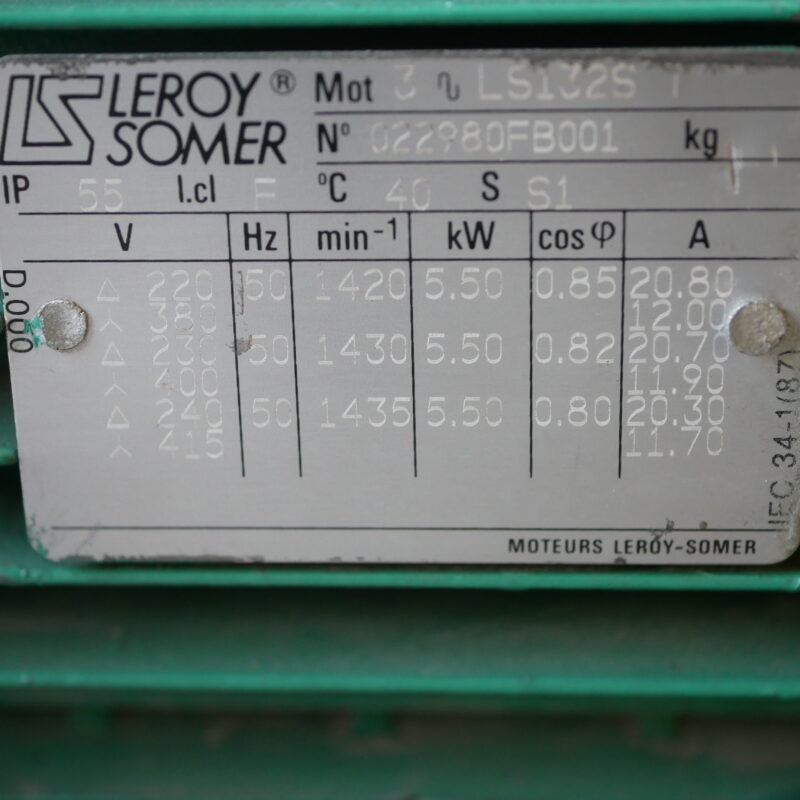 LS LEROY® SOMER
Mot 3 ∿ LS132S T
N° 022980FB001 kg
IP 55 I.cl F °C 40 S S1
V Hz min-1 kW cos φ A
Δ 220 50 1420 5.50 0.85 20.80
⅄ 380 12.00
Δ 230 50 1430 5.50 0.82 20.70
⅄ 400 11.90
Δ 240 50 1435 5.50 0.80 20.30
⅄ 415 11.70
D.000
IEC 34-1(87)
MOTEURS LEROY-SOMER